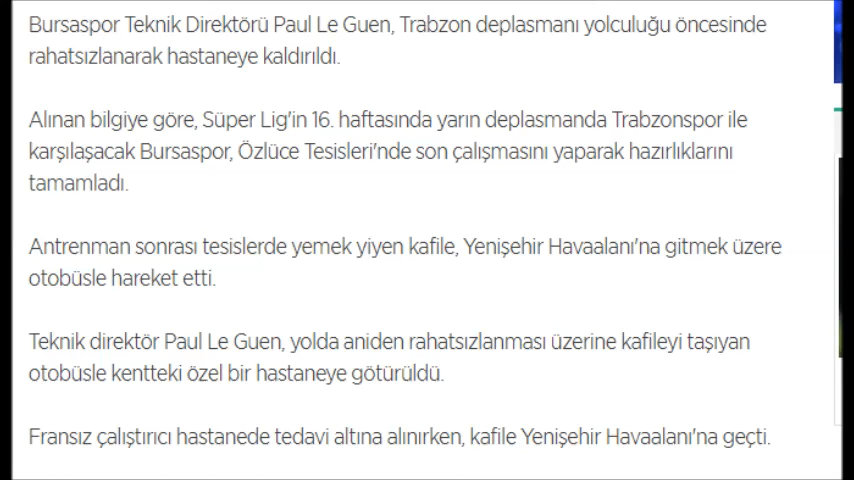 Bursaspor Teknik Direktörü Paul Le Guen, Trabzon deplasmanı yolculuğu öncesinde
rahatsızlanarak hastaneye kaldırıldı.
Alınan bilgiye göre, Süper Lig'in 16. haftasında yarın deplasmanda Trabzonspor ile
karşılaşacak Bursaspor, Özlüce Tesisleri'nde son çalışmasını yaparak hazırlıklarını
tamamladı.
Antrenman sonrası tesislerde yemek yiyen kafile, Yenişehir Havaalanı'na gitmek üzere
otobüsle hareket etti.
Teknik direktör Paul Le Guen, yolda aniden rahatsızlanması üzerine kafileyi taşıyan
otobüsle kentteki özel bir hastaneye götürüldü.
Fransız çalıştırıcı hastanede tedavi altına alınırken, kafile Yenişehir Havaalanı'na geçti.